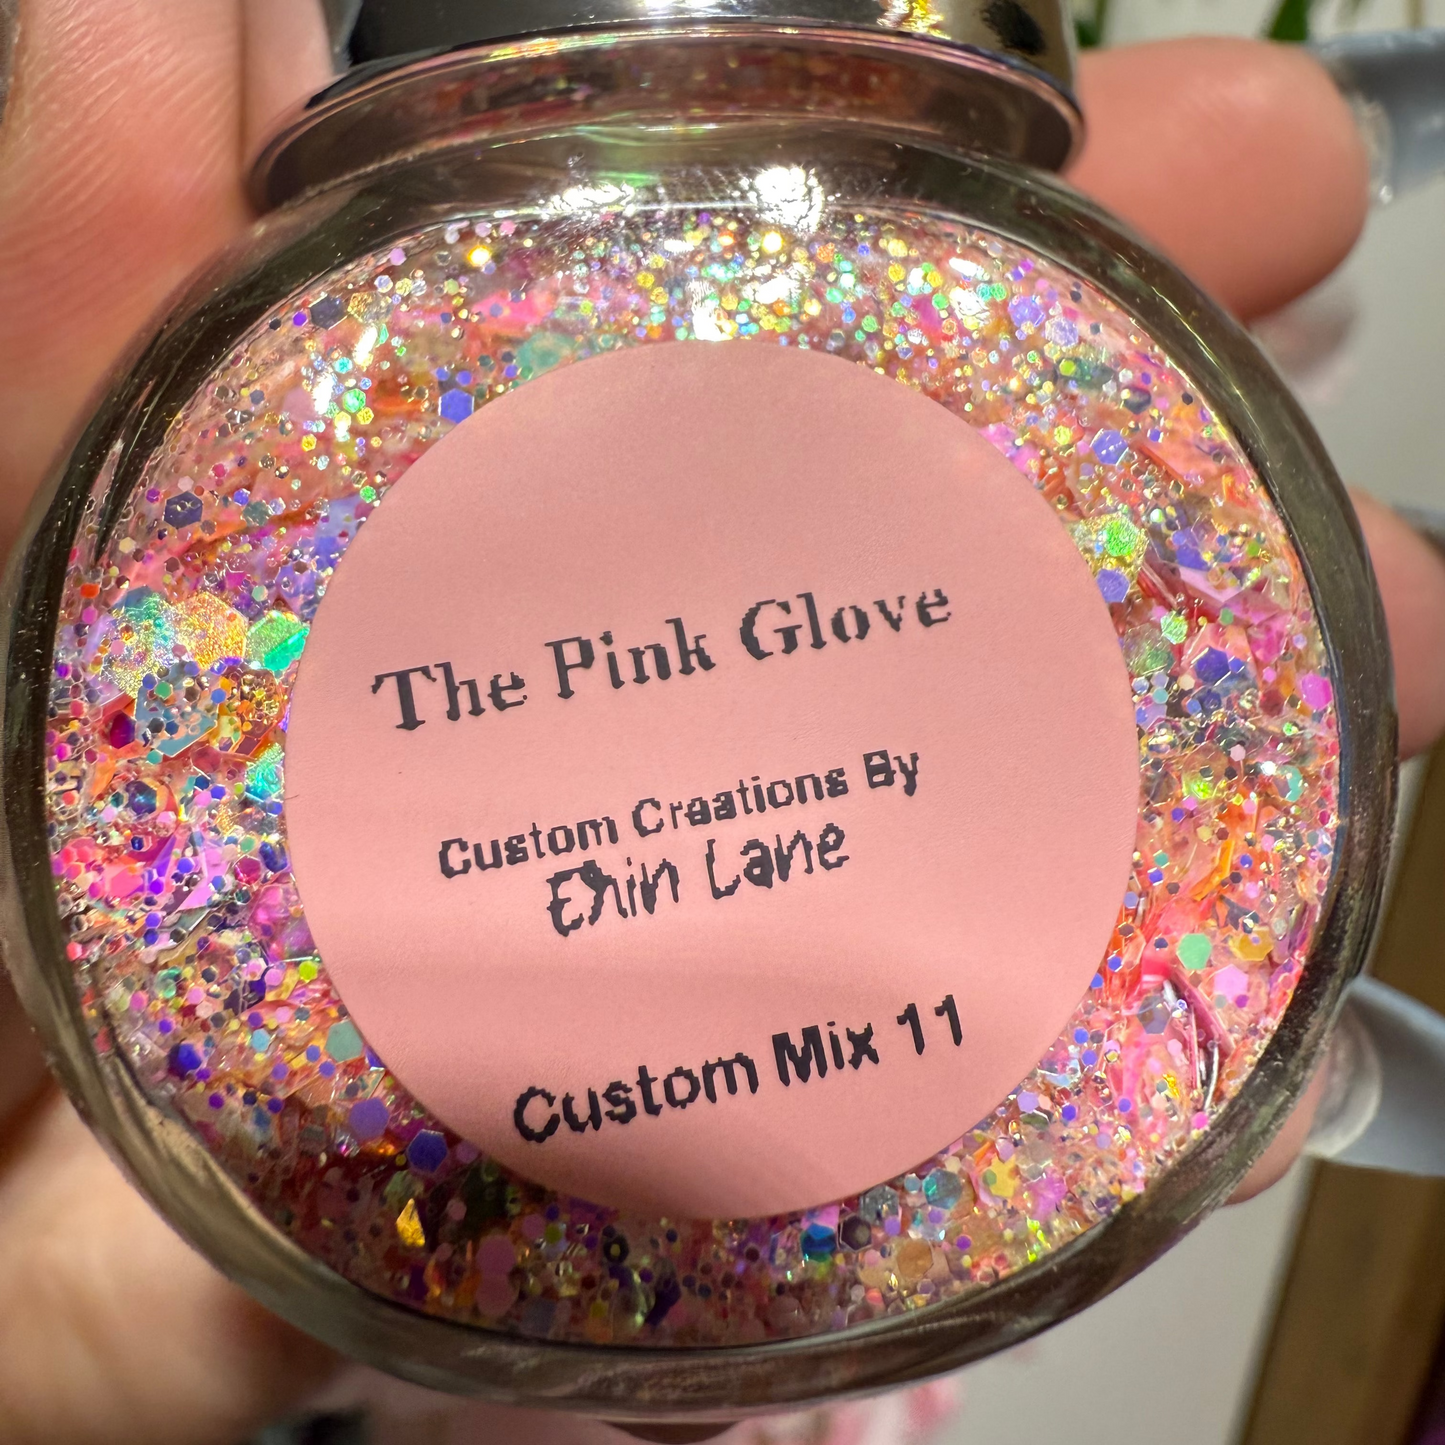 The Pink Glove
Custom Creations By
Erin Lane
Custom Mix 11